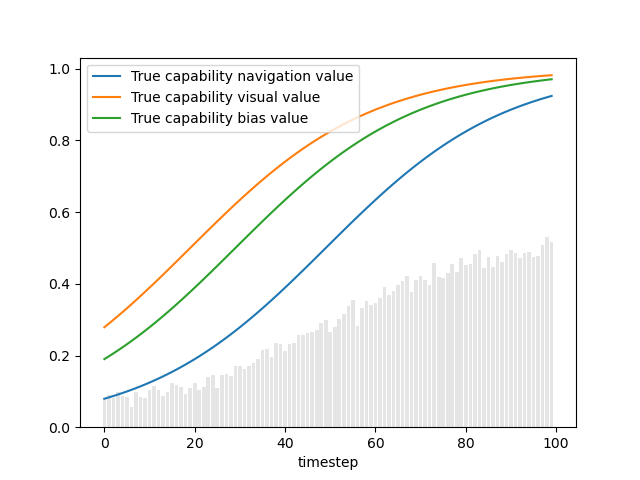 1.0
0.8
0.6
0.4
0.2
0.0
True capability navigation value
True capability visual value
True capability bias value
0 20 40 60 80 100
timestep